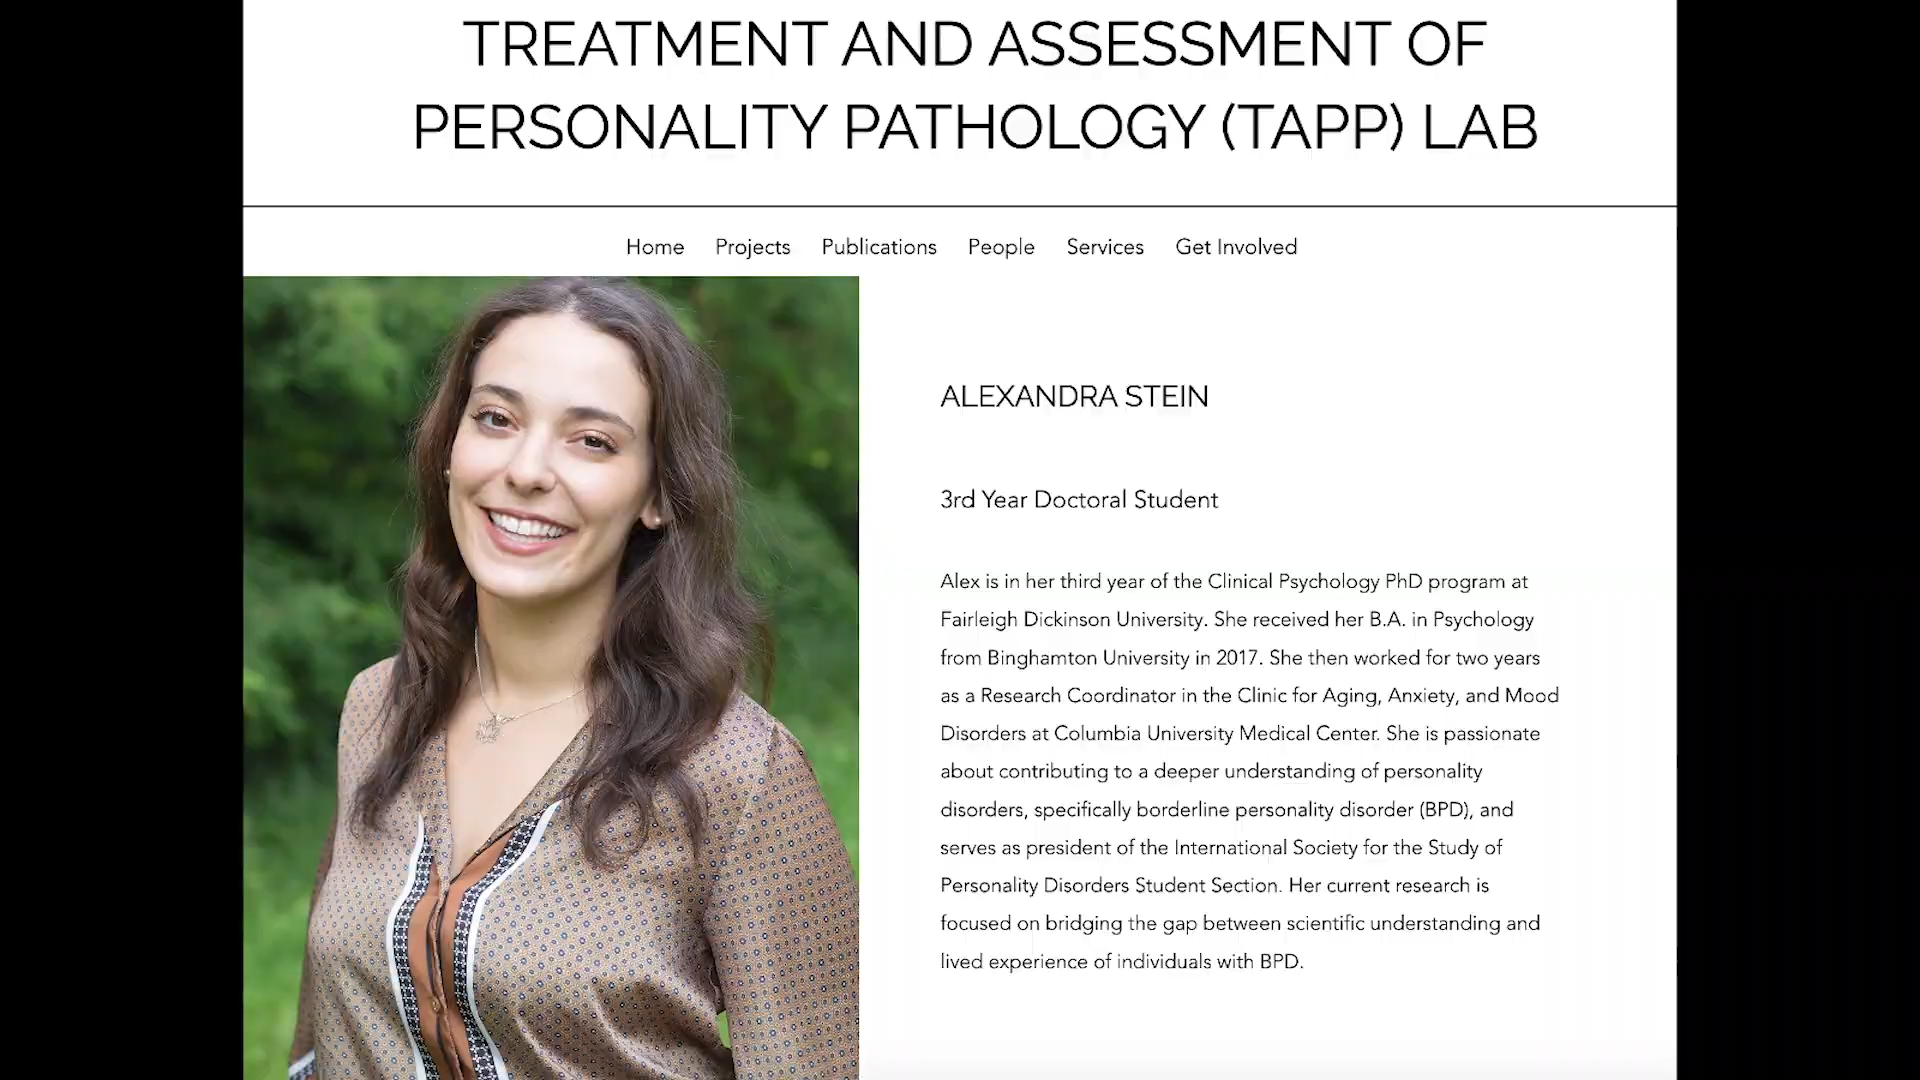 TREATMENT AND ASSESSMENT OF
PERSONALITY PATHOLOGY (TAPP) LAB
Home Projects Publications People Services Get Involved
ALEXANDRA STEIN
3rd Year Doctoral Student
Alex is in her third year of the Clinical Psychology PhD program at
Fairleigh Dickinson University. She received her B.A. in Psychology
from Binghamton University in 2017. She then worked for two years
as a Research Coordinator in the Clinic for Aging, Anxiety, and Mood
Disorders at Columbia University Medical Center. She is passionate
about contributing to a deeper understanding of personality
disorders, specifically borderline personality disorder (BPD), and
serves as president of the International Society for the Study of
Personality Disorders Student Section. Her current research is
focused on bridging the gap between scientific understanding and
lived experience of individuals with BPD.